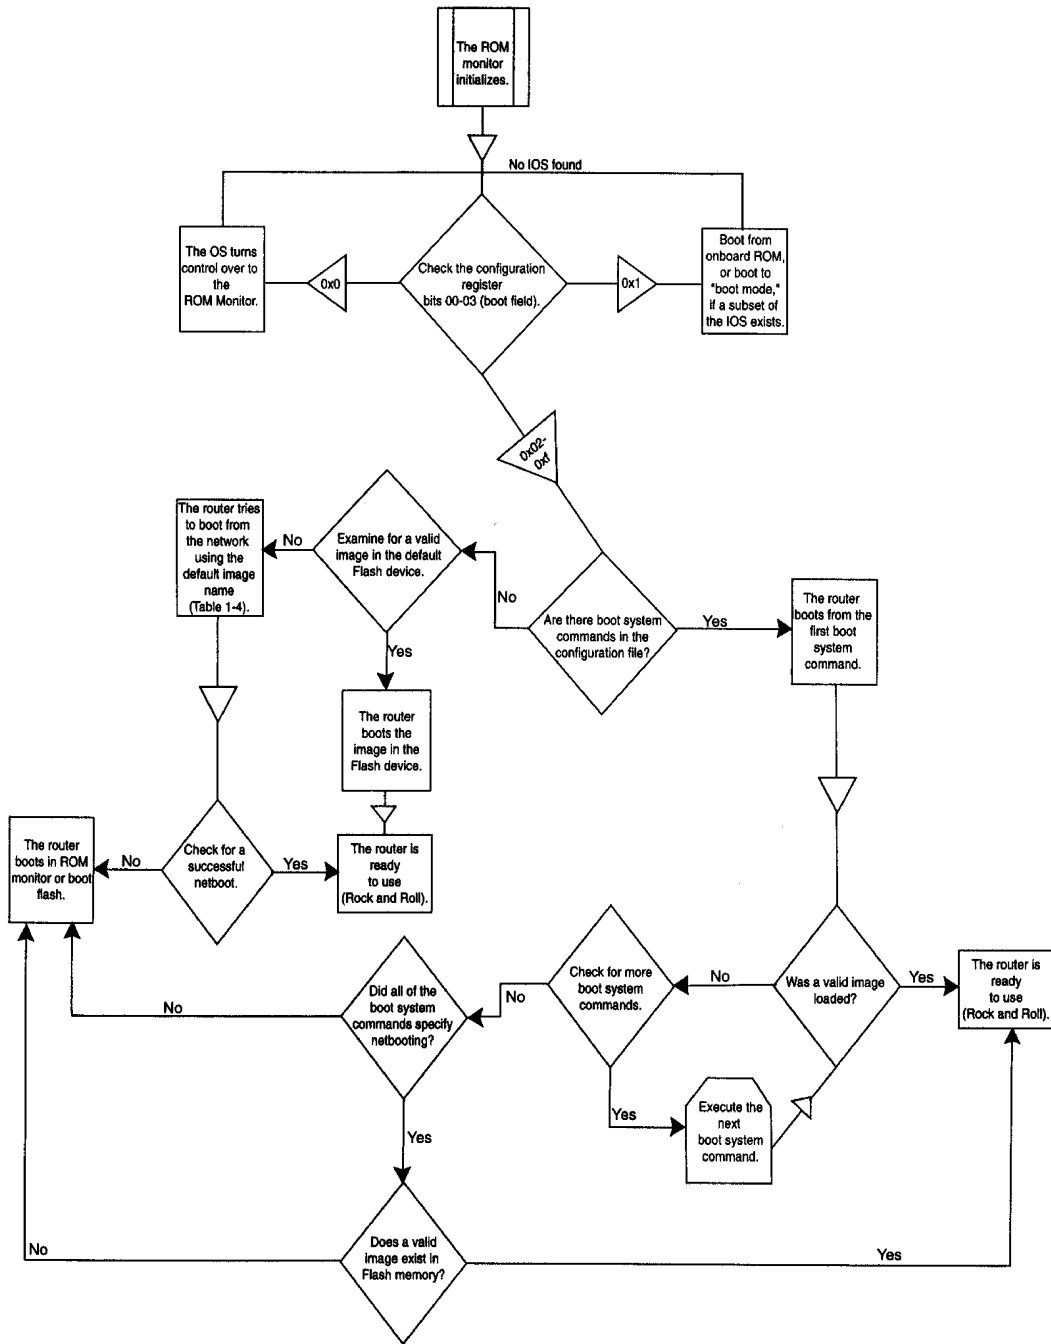 The ROM
monitor
initializes.
No IOS found
The OS turns
control over to
the ROM Monitor.
0x0
Check the configuration
register
bits 00-03 (boot field).
0x1
Boot from
onboard ROM,
or boot to
"boot mode,"
if a subset of
the IOS exists.
0x02-
0xf
The router tries
to boot from
the network
using the
default image
name
(Table 1-4).
No
Examine for a valid
image in the default
Flash device.
No
Are there boot system
commands in the
configuration file?
Yes
The router
boots from the
first boot
system
command.
Yes
The router
boots the
image in the
Flash device.
The router
boots in ROM
monitor or boot
flash.
No
Check for a
successful
netboot.
Yes
The router is
ready
to use
(Rock and Roll).
Did all of the
boot system
commands specify
netbooting?
No
No
Check for more
boot system
commands.
No
Was a valid image
loaded?
Yes
The router is
ready
to use
(Rock and Roll).
Yes
Execute the
next
boot system
command.
Yes
No
Does a valid
image exist in
Flash memory?
Yes